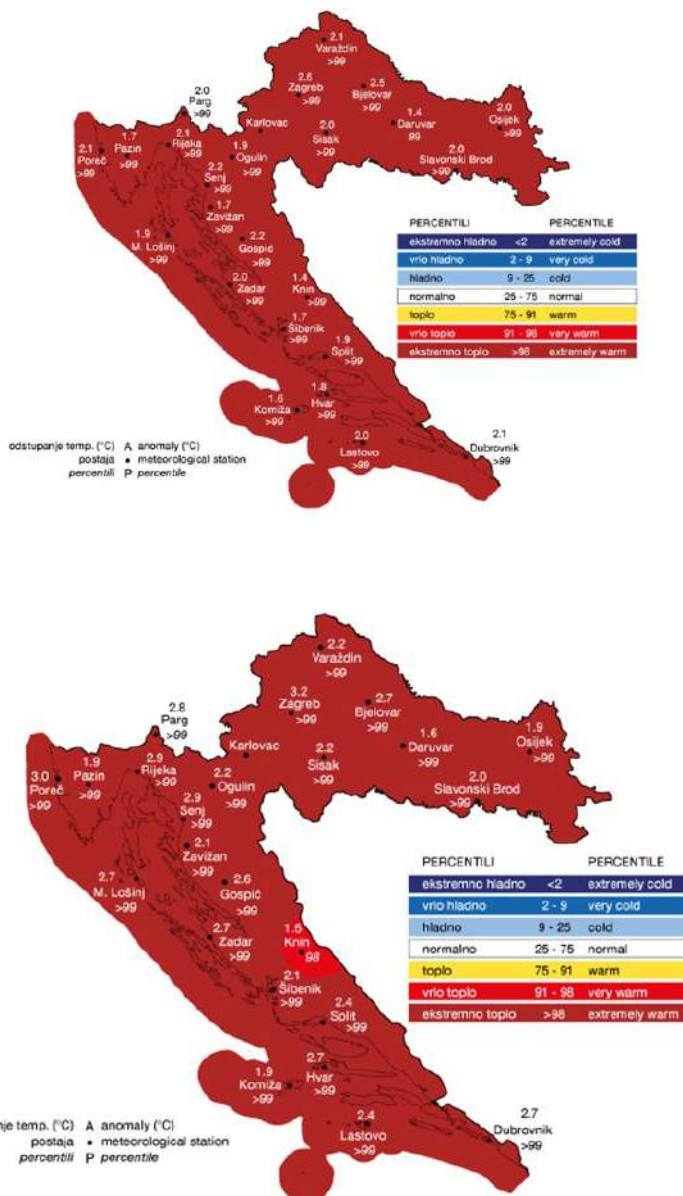 2.1
Varaždin
>99
2.6
Zagreb
>99
2.5
Bjelovar
>99
2.0
Parg
>99
Karlovac
1.4
Daruvar
99
2.0
Osijek
>99
2.0
Sisak
>99
2.1
Poreč
>99
1.7
Pazin
>99
2.1
Rijeka
>99
1.9
Ogulin
>99
2.0
Slavonski Brod
>99
2.2
Senj
>99
1.7
Zavižan
>99
1.9
M. Lošinj
>99
2.2
Gospić
>99
2.0
Zadar
>99
1.4
Knin
>99
1.7
Šibenik
>99
1.9
Split
>99
1.6
Komiža
>99
1.8
Hvar
>99
2.0
Lastovo
>99
2.1
Dubrovnik
>99
PERCENTILI PERCENTILE
ekstremno hladno <2 extremely cold
vrlo hladno 2 - 9 very cold
hladno 9 - 25 cold
normalno 25 - 75 normal
toplo 75 - 91 warm
vrlo toplo 91 - 98 very warm
ekstremno toplo >98 extremely warm
odstupanje temp. (°C) A anomaly (°C)
postaja • meteorological station
percentili P percentile
2.2
Varaždin
>99
3.2
Zagreb
>99
2.7
Bjelovar
>99
2.8
Parg
>99
Karlovac
1.6
Daruvar
>99
1.9
Osijek
>99
2.2
Sisak
>99
3.0
Poreč
>99
1.9
Pazin
>99
2.9
Rijeka
>99
2.2
Ogulin
>99
2.0
Slavonski Brod
>99
2.9
Senj
>99
2.1
Zavižan
>99
2.7
M. Lošinj
>99
2.6
Gospić
>99
2.7
Zadar
>99
1.5
Knin
98
2.1
Šibenik
>99
2.4
Split
>99
1.9
Komiža
>99
2.7
Hvar
>99
2.4
Lastovo
>99
2.7
Dubrovnik
>99
PERCENTILI PERCENTILE
ekstremno hladno <2 extremely cold
vrlo hladno 2 - 9 very cold
hladno 9 - 25 cold
normalno 25 - 75 normal
toplo 75 - 91 warm
vrlo toplo 91 - 98 very warm
ekstremno toplo >98 extremely warm
nje temp. (°C) A anomaly (°C)
postaja • meteorological station
percentili P percentile